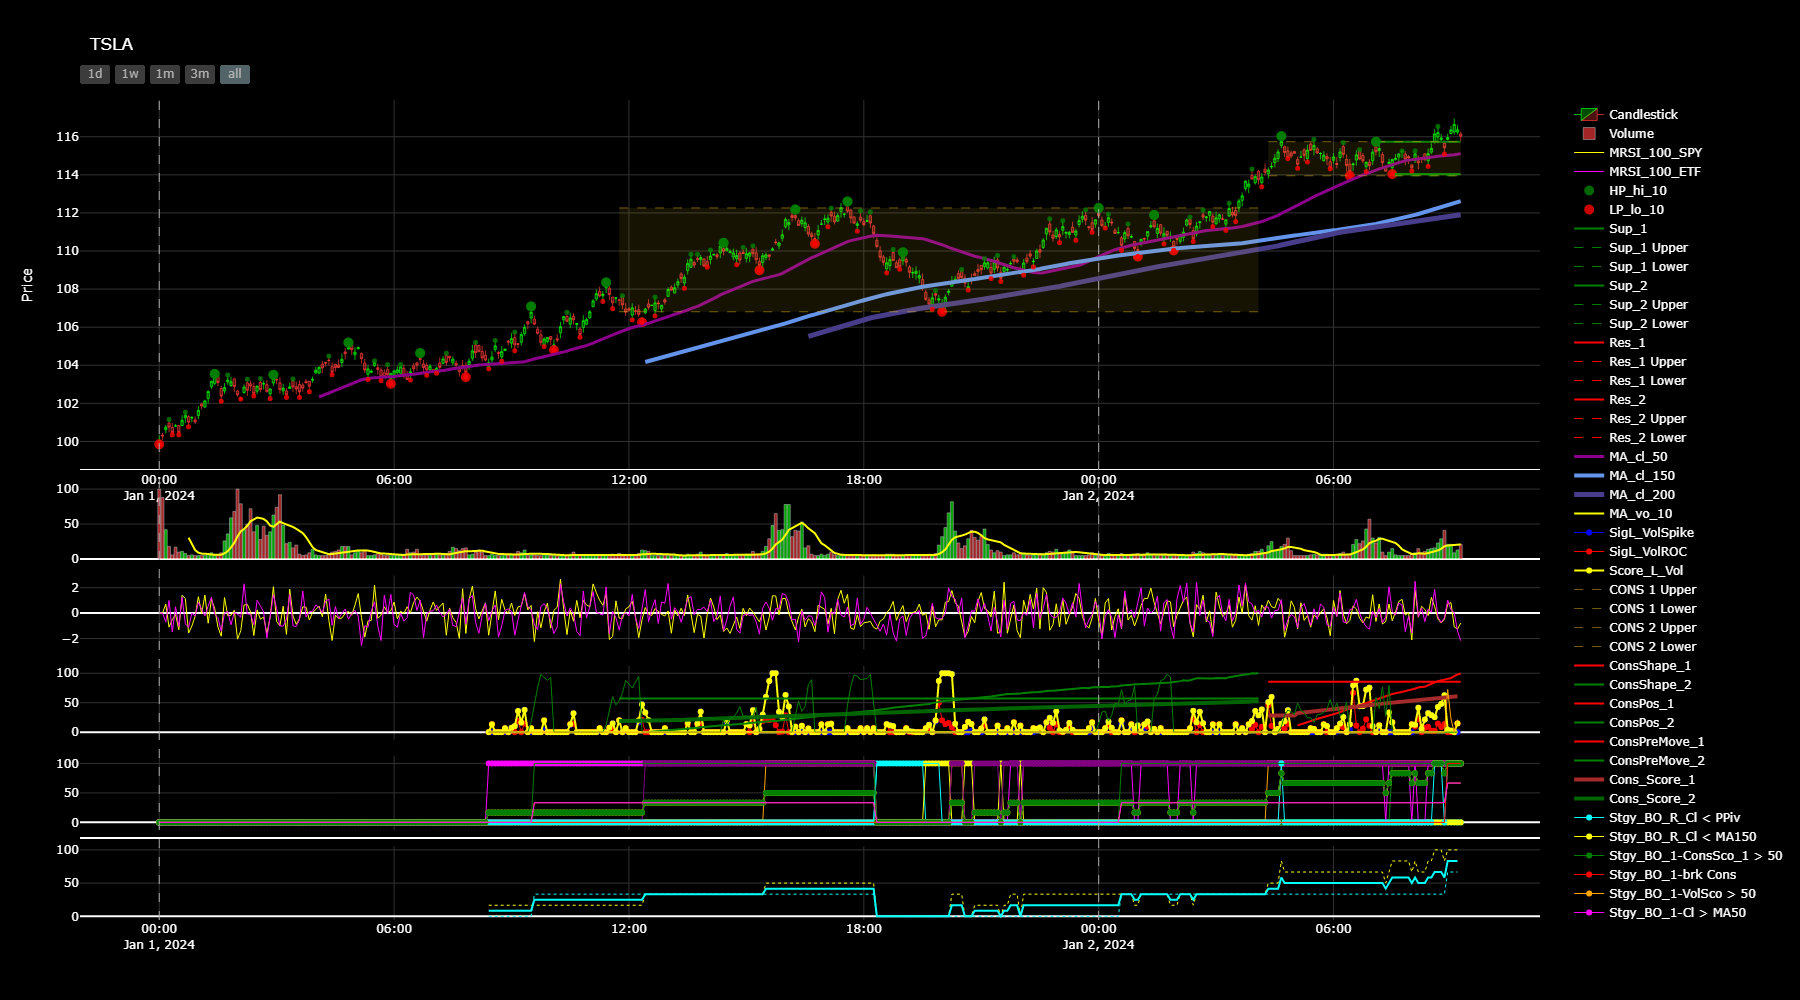 TSLA
1d 1w 1m 3m all
Price
116
114
112
110
108
106
104
102
100
00:00 06:00 12:00 18:00 00:00 06:00
Jan 1, 2024 Jan 2, 2024
100
50
0
2
0
−2
100
50
0
100
50
0
100
50
0
00:00 06:00 12:00 18:00 00:00 06:00
Jan 1, 2024 Jan 2, 2024
Candlestick
Volume
MRSI_100_SPY
MRSI_100_ETF
HP_hi_10
LP_lo_10
Sup_1
Sup_1 Upper
Sup_1 Lower
Sup_2
Sup_2 Upper
Sup_2 Lower
Res_1
Res_1 Upper
Res_1 Lower
Res_2
Res_2 Upper
Res_2 Lower
MA_cl_50
MA_cl_150
MA_cl_200
MA_vo_10
SigL_VolSpike
SigL_VolROC
Score_L_Vol
CONS 1 Upper
CONS 1 Lower
CONS 2 Upper
CONS 2 Lower
ConsShape_1
ConsShape_2
ConsPos_1
ConsPos_2
ConsPreMove_1
ConsPreMove_2
Cons_Score_1
Cons_Score_2
Stgy_BO_R_Cl < PPiv
Stgy_BO_R_Cl < MA150
Stgy_BO_1-ConsSco_1 > 50
Stgy_BO_1-brk Cons
Stgy_BO_1-VolSco > 50
Stgy_BO_1-Cl > MA50